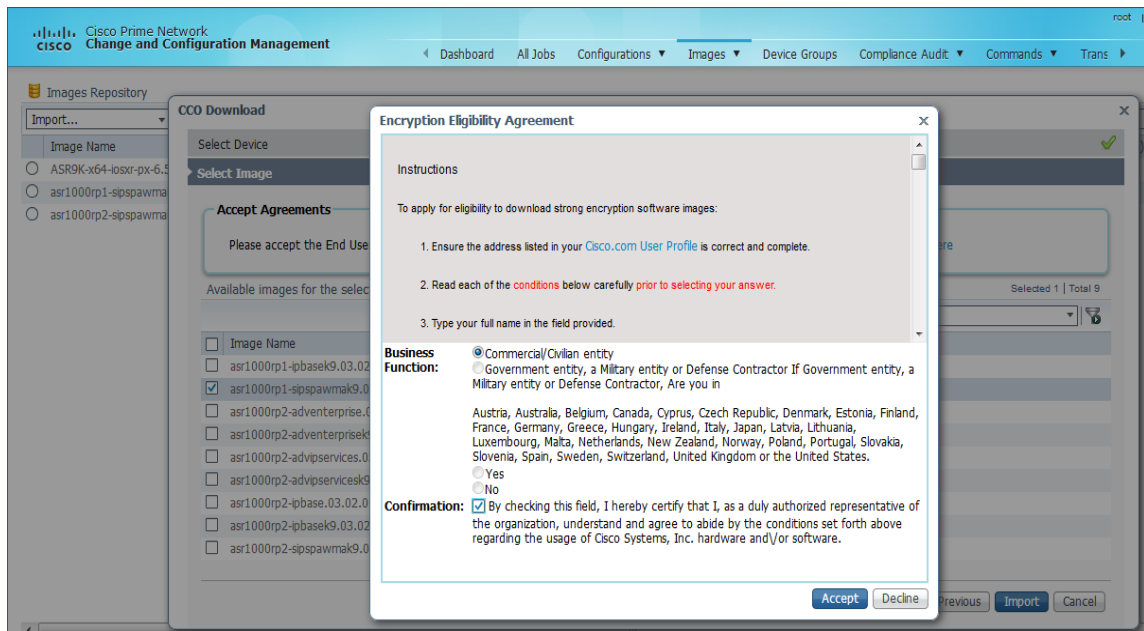 root
Cisco Prime Network
cisco Change and Configuration Management
Dashboard All Jobs Configurations Images Device Groups Compliance Audit Commands Trans
Images Repository
Import...
Image Name
ASR9K-x64-iosxr-px-6.5
asr1000rp1-sipspawma
asr1000rp2-sipspawma
CCO Download
Select Device
Select Image
Accept Agreements
Please accept the End Use
ere
Available images for the selec
Selected 1 | Total 9
Image Name
asr1000rp1-ipbasek9.03.02
asr1000rp1-sipspawmak9.0
asr1000rp2-adventerprise.0
asr1000rp2-adventerprisek9
asr1000rp2-advipservices.0
asr1000rp2-advipservicesk9
asr1000rp2-ipbase.03.02.0
asr1000rp2-ipbasek9.03.02
asr1000rp2-sipspawmak9.0
Previous Import Cancel
Encryption Eligibility Agreement
Instructions
To apply for eligibility to download strong encryption software images:
1. Ensure the address listed in your Cisco.com User Profile is correct and complete.
2. Read each of the conditions below carefully prior to selecting your answer.
3. Type your full name in the field provided.
Business Function:
Commercial/Civilian entity
Government entity, a Military entity or Defense Contractor If Government entity, a
Military entity or Defense Contractor, Are you in
Austria, Australia, Belgium, Canada, Cyprus, Czech Republic, Denmark, Estonia, Finland,
France, Germany, Greece, Hungary, Ireland, Italy, Japan, Latvia, Lithuania,
Luxembourg, Malta, Netherlands, New Zealand, Norway, Poland, Portugal, Slovakia,
Slovenia, Spain, Sweden, Switzerland, United Kingdom or the United States.
Yes
No
Confirmation: By checking this field, I hereby certify that I, as a duly authorized representative of
the organization, understand and agree to abide by the conditions set forth above
regarding the usage of Cisco Systems, Inc. hardware and\/or software.
Accept Decline